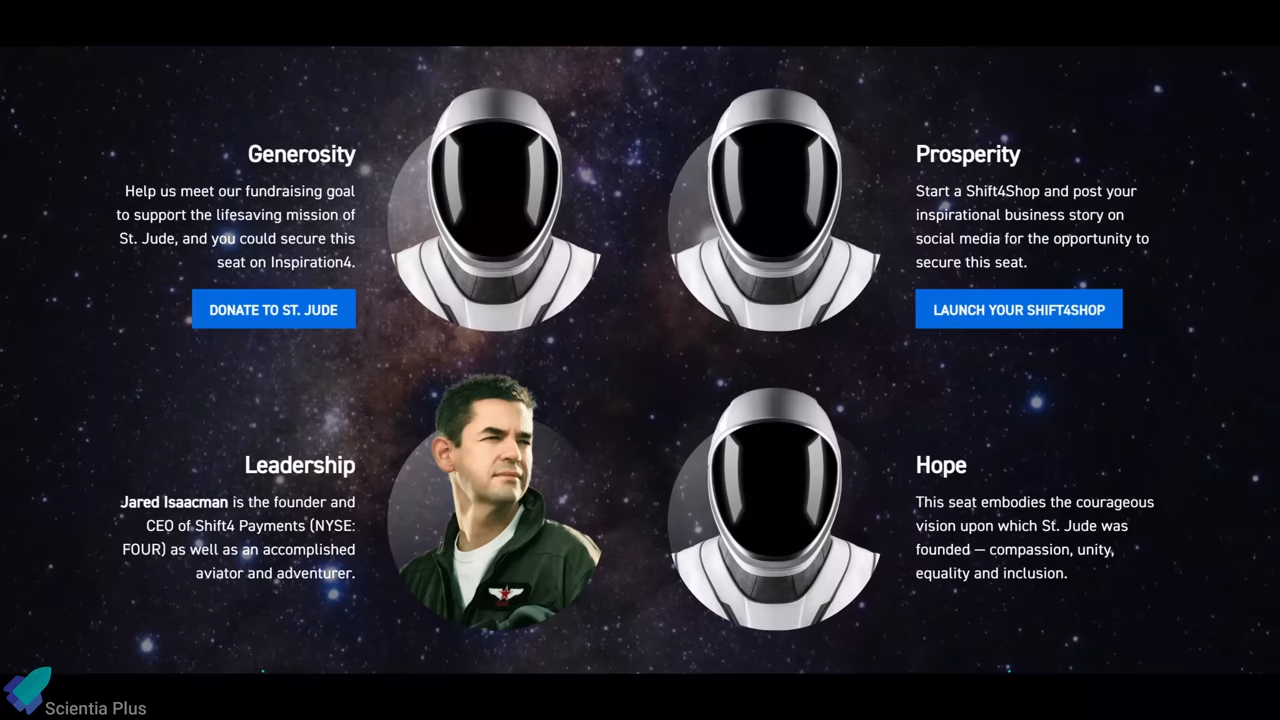 Generosity
Help us meet our fundraising goal
to support the lifesaving mission of
St. Jude, and you could secure this
seat on Inspiration4.
DONATE TO ST. JUDE
Prosperity
Start a Shift4Shop and post your
inspirational business story on
social media for the opportunity to
secure this seat.
LAUNCH YOUR SHIFT4SHOP
Leadership
Jared Isaacman is the founder and
CEO of Shift4 Payments (NYSE:
FOUR) as well as an accomplished
aviator and adventurer.
Hope
This seat embodies the courageous
vision upon which St. Jude was
founded — compassion, unity,
equality and inclusion.
Scientia Plus